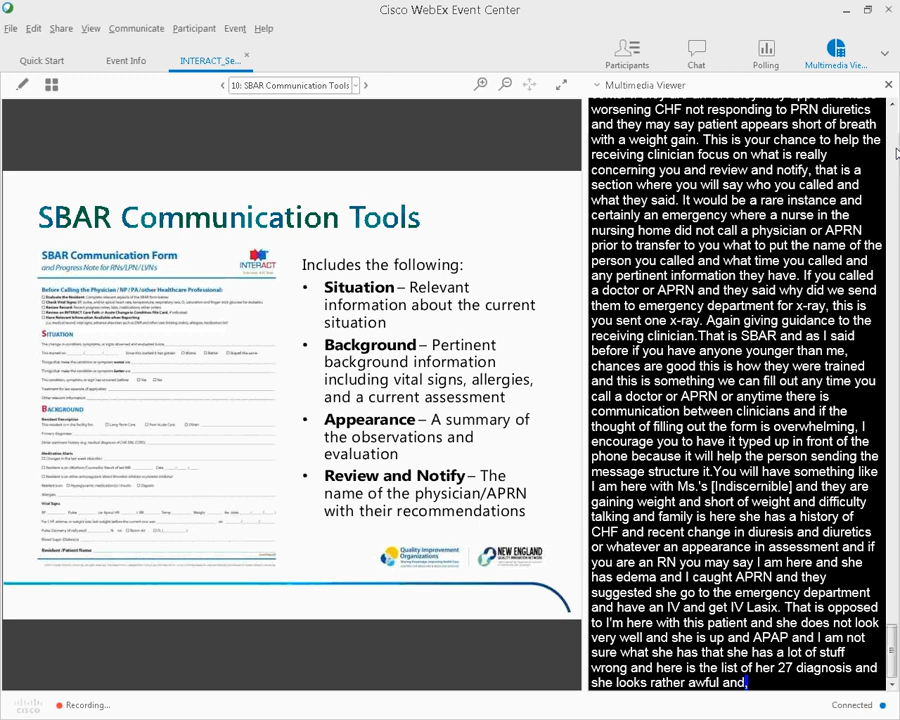 Cisco WebEx Event Center
File Edit Share View Communicate Participant Event Help
Quick Start Event Info INTERACT_Se...
Participants Chat Polling Multimedia Vie...
10: SBAR Communication Tools
Multimedia Viewer
SBAR Communication Tools
SBAR Communication Form
and Progress Note for RNs/LPN/LVNs
INTERACT
Before Calling the Physician / NP / PA/other Healthcare Professional:
SITUATION
BACKGROUND
Resident Description
Medication Alerts
Vital Signs
Resident/Patient Name
Includes the following:
• Situation – Relevant
information about the current
situation
• Background – Pertinent
background information
including vital signs, allergies,
and a current assessment
• Appearance – A summary of
the observations and
evaluation
• Review and Notify – The
name of the physician/APRN
with their recommendations
Quality Improvement
Organizations
NEW ENGLAND
worsening CHF not responding to PRN diuretics
and they may say patient appears short of breath
with a weight gain. This is your chance to help the
receiving clinician focus on what is really
concerning you and review and notify, that is a
section where you will say who you called and
what they said. It would be a rare instance and
certainly an emergency where a nurse in the
nursing home did not call a physician or APRN
prior to transfer to you what to put the name of the
person you called and what time you called and
any pertinent information they have. If you called
a doctor or APRN and they said why did we send
them to emergency department for x-ray, this is
you sent one x-ray. Again giving guidance to the
receiving clinician.That is SBAR and as I said
before if you have anyone younger than me,
chances are good this is how they were trained
and this is something we can fill out any time you
call a doctor or APRN or anytime there is
communication between clinicians and if the
thought of filling out the form is overwhelming, I
encourage you to have it typed up in front of the
phone because it will help the person sending the
message structure it.You will have something like
I am here with Ms.'s [Indiscernible] and they are
gaining weight and short of weight and difficulty
talking and family is here she has a history of
CHF and recent change in diuresis and diuretics
or whatever an appearance in assessment and if
you are an RN you may say I am here and she
has edema and I caught APRN and they
suggested she go to the emergency department
and have an IV and get IV Lasix. That is opposed
to I'm here with this patient and she does not look
very well and she is up and APAP and I am not
sure what she has that she has a lot of stuff
wrong and here is the list of her 27 diagnosis and
she looks rather awful and,
cisco
Recording...
Connected